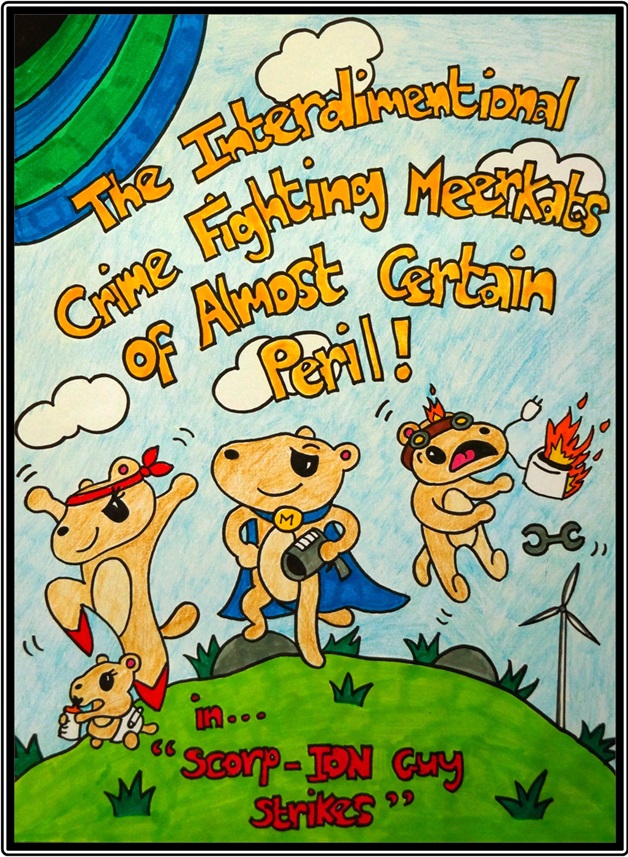 The Interdimentional
Crime Fighting Meerkats
Of Almost Certain
Peril!
M
in...
"Scorp-ION Guy
Strikes"